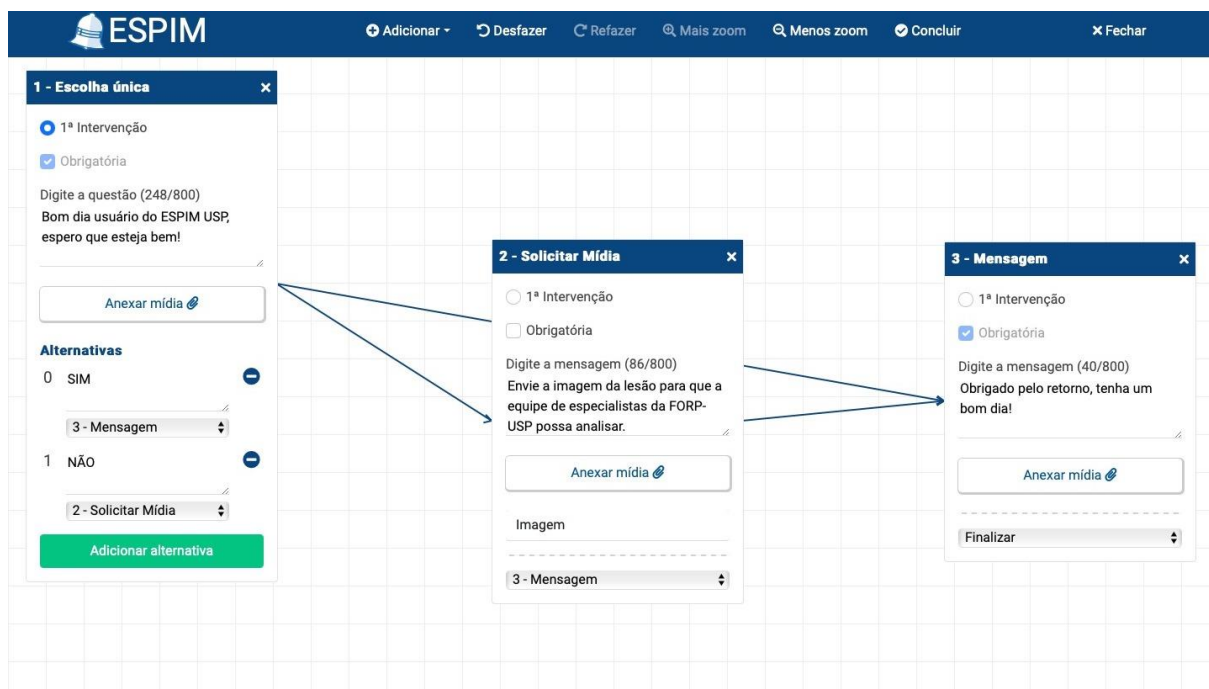 ESPIM
Adicionar
Desfazer
Refazer
Mais zoom
Menos zoom
Concluir
Fechar
1 - Escolha única
1ª Intervenção
Obrigatória
Digite a questão (248/800)
Bom dia usuário do ESPIM USP,
espero que esteja bem!
Anexar mídia
Alternativas
0 SIM
3 - Mensagem
1 NÃO
2 - Solicitar Mídia
Adicionar alternativa
2 - Solicitar Mídia
1ª Intervenção
Obrigatória
Digite a mensagem (86/800)
Envie a imagem da lesão para que a
equipe de especialistas da FORP-
USP possa analisar.
Anexar mídia
Imagem
3 - Mensagem
3 - Mensagem
1ª Intervenção
Obrigatória
Digite a mensagem (40/800)
Obrigado pelo retorno, tenha um
bom dia!
Anexar mídia
Finalizar